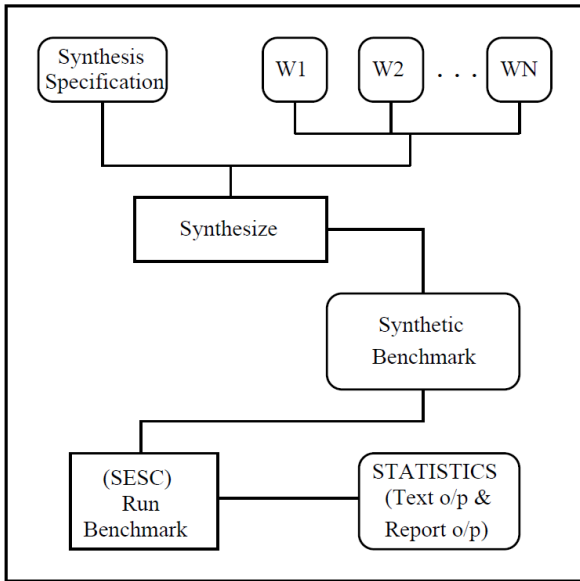 Synthesis
Specification
W1
W2
. . .
WN
Synthesize
Synthetic
Benchmark
(SESC)
Run
Benchmark
STATISTICS
(Text o/p &
Report o/p)